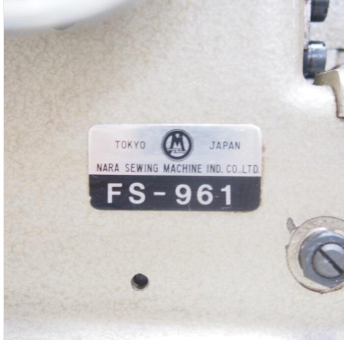 TOKYO JAPAN
NARA SEWING MACHINE IND. CO. LTD.
FS-961